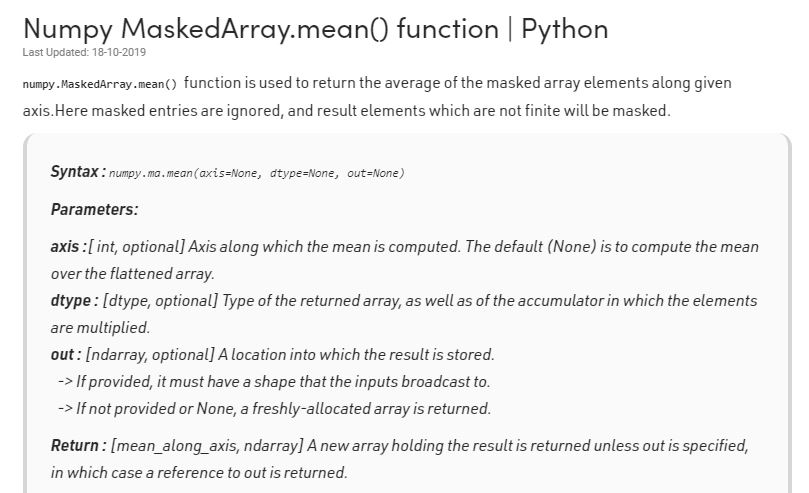 Numpy MaskedArray.mean() function | Python
Last Updated: 18-10-2019
numpy.MaskedArray.mean() function is used to return the average of the masked array elements along given
axis.Here masked entries are ignored, and result elements which are not finite will be masked.
Syntax : numpy.ma.mean(axis=None, dtype=None, out=None)
Parameters:
axis :[ int, optional] Axis along which the mean is computed. The default (None) is to compute the mean
over the flattened array.
dtype : [dtype, optional] Type of the returned array, as well as of the accumulator in which the elements
are multiplied.
out : [ndarray, optional] A location into which the result is stored.
-> If provided, it must have a shape that the inputs broadcast to.
-> If not provided or None, a freshly-allocated array is returned.
Return : [mean_along_axis, ndarray] A new array holding the result is returned unless out is specified,
in which case a reference to out is returned.